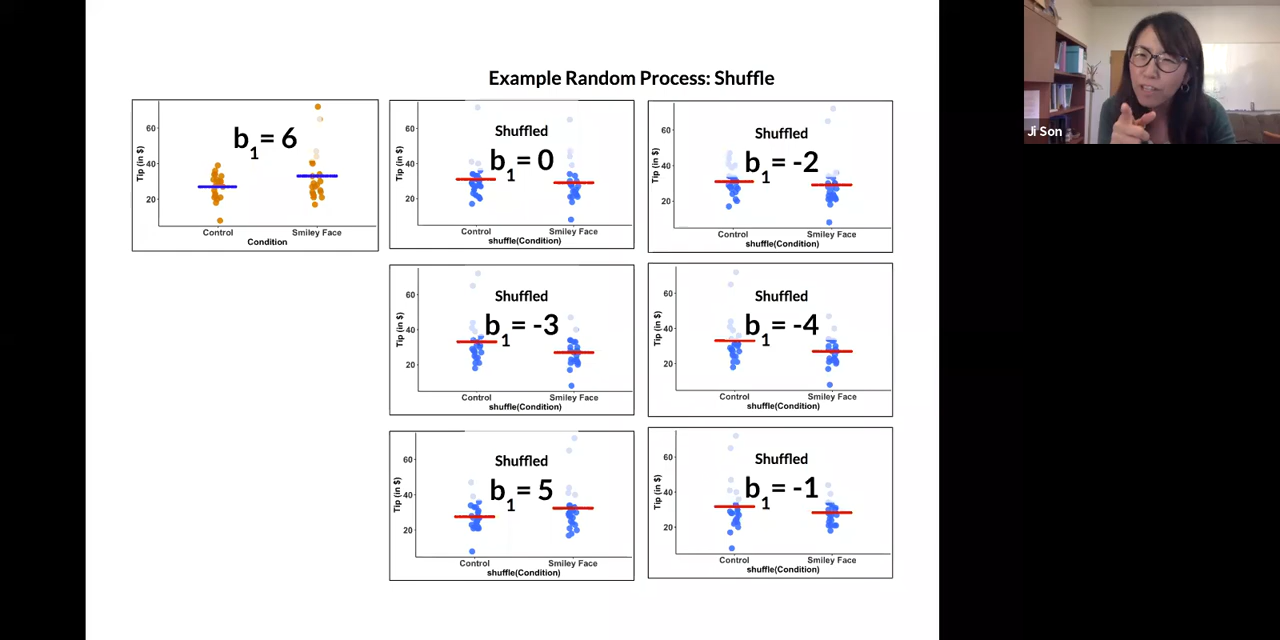 Example Random Process: Shuffle
b1= 6
Tip (in $)
60
40
20
Control Smiley Face
Condition
Shuffled
b1= 0
Tip (in $)
60
40
20
Control Smiley Face
shuffle(Condition)
Shuffled
b1= -2
Tip (in $)
60
40
20
Control Smiley Face
shuffle(Condition)
Shuffled
b1= -3
Tip (in $)
60
40
20
Control Smiley Face
shuffle(Condition)
Shuffled
b1= -4
Tip (in $)
60
40
20
Control Smiley Face
shuffle(Condition)
Shuffled
b1= 5
Tip (in $)
60
40
20
Control Smiley Face
shuffle(Condition)
Shuffled
b1= -1
Tip (in $)
60
40
20
Control Smiley Face
shuffle(Condition)
Ji Son